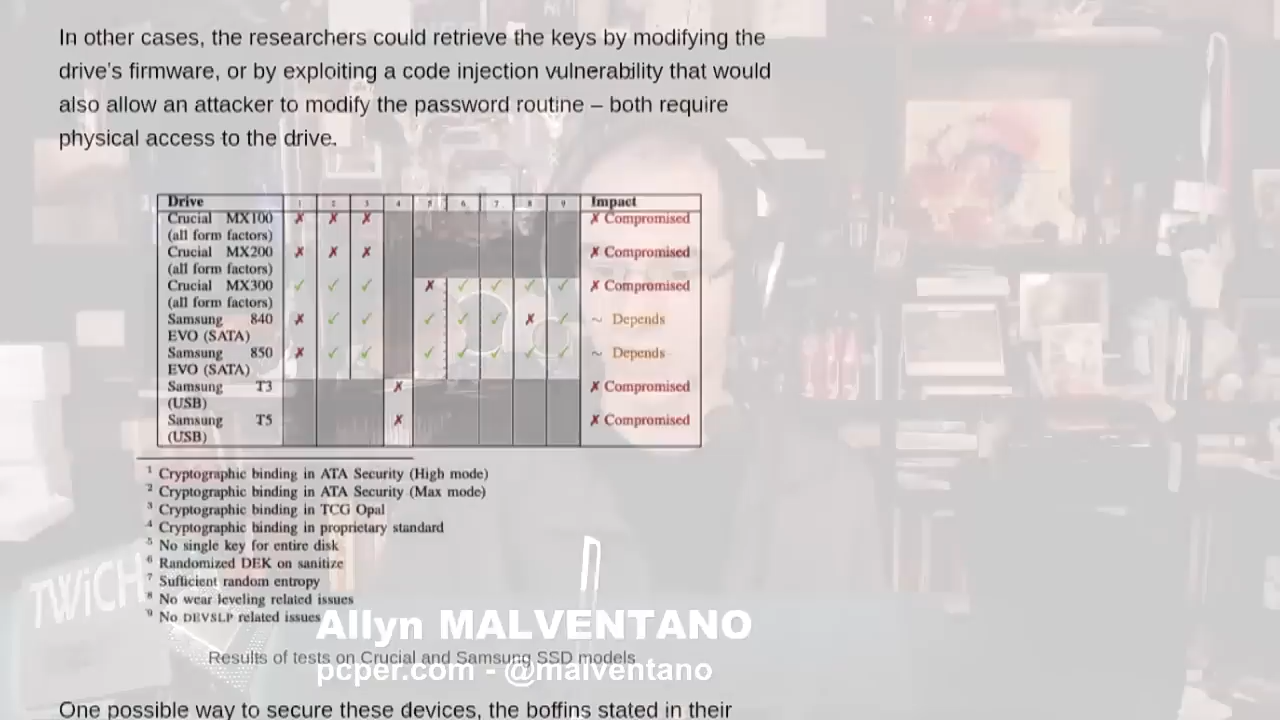 In other cases, the researchers could retrieve the keys by modifying the
drive's firmware, or by exploiting a code injection vulnerability that would
also allow an attacker to modify the password routine – both require
physical access to the drive.
Drive 1 2 3 4 5 6 7 8 9 Impact
Crucial MX100 ✗ ✗ ✗ ✗ Compromised
(all form factors)
Crucial MX200 ✗ ✗ ✗ ✗ Compromised
(all form factors)
Crucial MX300 ✓ ✓ ✓ ✗ ✓ ✓ ✓ ✓ ✗ Compromised
(all form factors)
Samsung 840 ✗ ✓ ✓ ✓ ✓ ✓ ✗ ✓ ~ Depends
EVO (SATA)
Samsung 850 ✗ ✓ ✓ ✓ ✓ ✓ ✓ ✓ ~ Depends
EVO (SATA)
Samsung T3 ✗ ✗ Compromised
(USB)
Samsung T5 ✗ ✗ Compromised
(USB)
1 Cryptographic binding in ATA Security (High mode)
2 Cryptographic binding in ATA Security (Max mode)
3 Cryptographic binding in TCG Opal
4 Cryptographic binding in proprietary standard
5 No single key for entire disk
6 Randomized DEK on sanitize
7 Sufficient random entropy
8 No wear leveling related issues
9 No DEVSLP related issues
TWiCH
Allyn MALVENTANO
Results of tests on Crucial and Samsung SSD models
pcper.com - @malventano
One possible way to secure these devices, the boffins stated in their